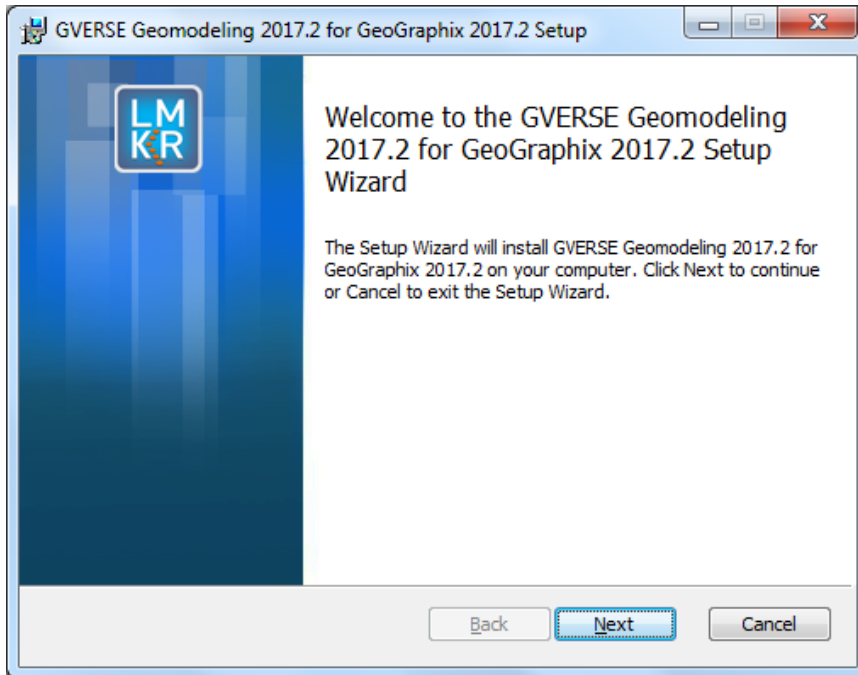 GVERSE Geomodeling 2017.2 for GeoGraphix 2017.2 Setup
LM
KR
Welcome to the GVERSE Geomodeling
2017.2 for GeoGraphix 2017.2 Setup
Wizard
The Setup Wizard will install GVERSE Geomodeling 2017.2 for
GeoGraphix 2017.2 on your computer. Click Next to continue
or Cancel to exit the Setup Wizard.
Back Next Cancel